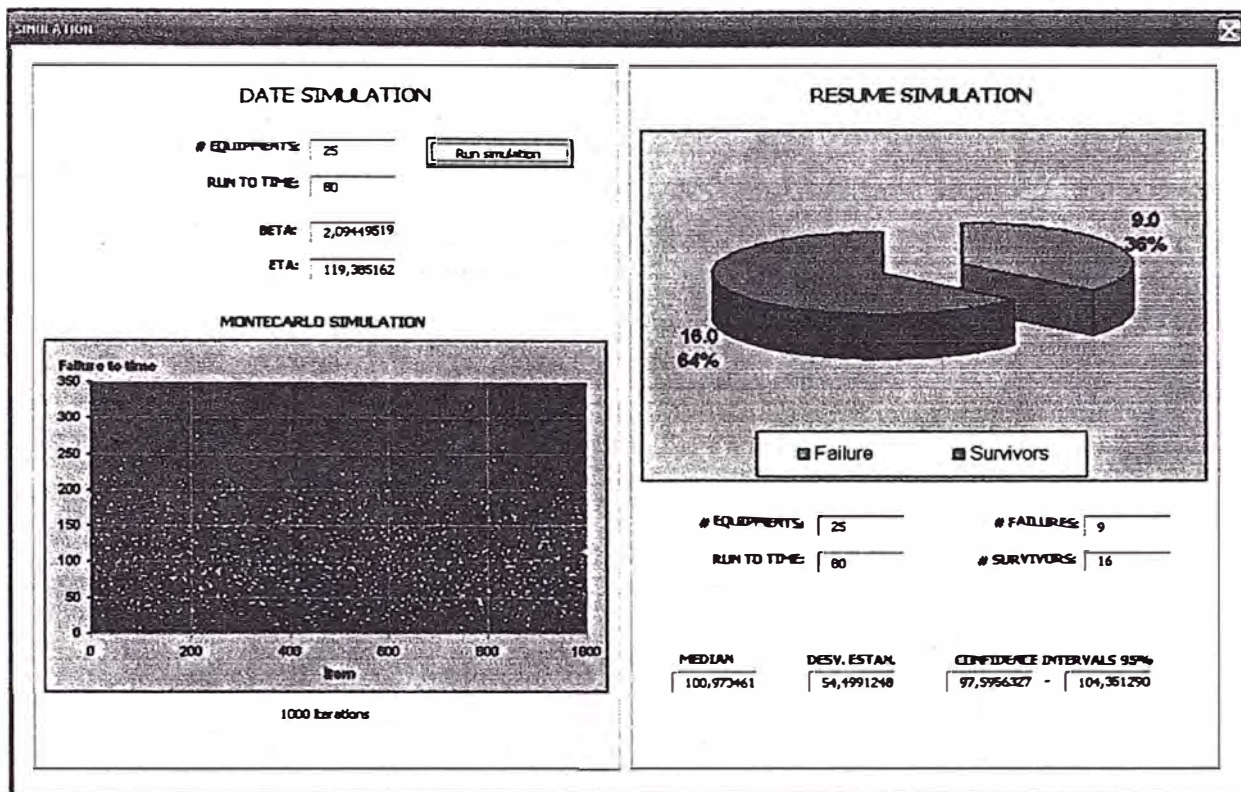 SIMULATION
DATE SIMULATION
# EQUIPMENTS: 25
Run simulation
RUN TO TIME: 80
BETA: 2,09449519
ETA: 119,385162
MONTECARLO SIMULATION
Failure to time
350
300
250
200
150
100
50
0
0 200 400 600 800 1000
Item
1000 Iterations
RESUME SIMULATION
9.0
36%
16.0
64%
Failure Survivors
# EQUIPMENTS: 25 # FAILURES: 9
RUN TO TIME: 80 # SURVIVORS: 16
MEDIAN DESV. ESTAN. CONFIDENCE INTERVALS 95%
100,973461 54,4991248 97,5956327 - 104,351290